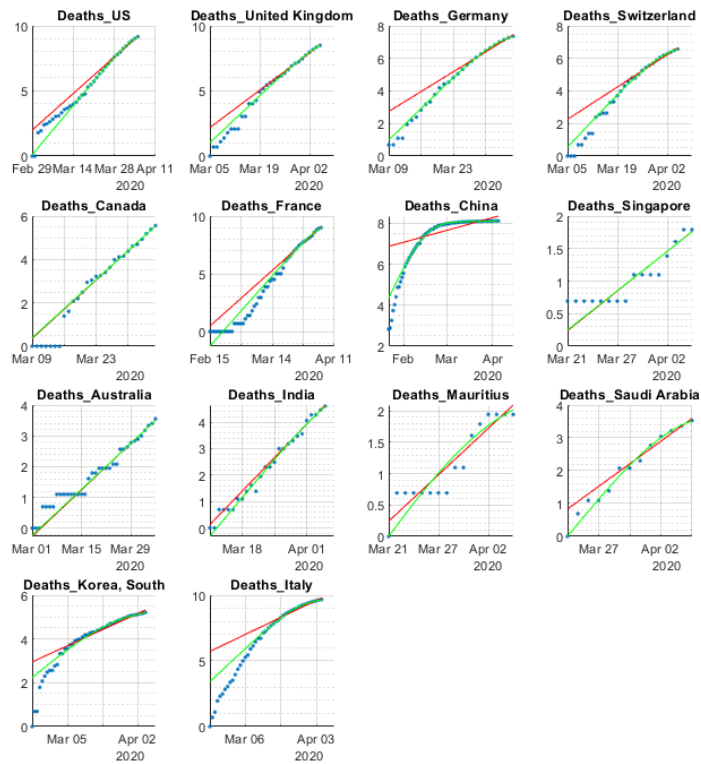 Deaths_US
10
5
0
Feb 29 Mar 14 Mar 28 Apr 11
2020
Deaths_United Kingdom
10
5
0
Mar 05 Mar 19 Apr 02
2020
Deaths_Germany
8
6
4
2
0
Mar 09 Mar 23
2020
Deaths_Switzerland
8
6
4
2
0
Mar 05 Mar 19 Apr 02
2020
Deaths_Canada
6
4
2
0
Mar 09 Mar 23
2020
Deaths_France
10
5
0
Feb 15 Mar 14 Apr 11
2020
Deaths_China
8
6
4
2
Feb Mar Apr
2020
Deaths_Singapore
2
1.5
1
0.5
0
Mar 21 Mar 27 Apr 02
2020
Deaths_Australia
4
3
2
1
0
Mar 01 Mar 15 Mar 29
2020
Deaths_India
4
3
2
1
0
Mar 18 Apr 01
2020
Deaths_Mauritius
2
1.5
1
0.5
0
Mar 21 Mar 27 Apr 02
2020
Deaths_Saudi Arabia
4
3
2
1
0
Mar 27 Apr 02
2020
Deaths_Korea, South
6
4
2
0
Mar 05 Apr 02
2020
Deaths_Italy
10
5
0
Mar 06 Apr 03
2020